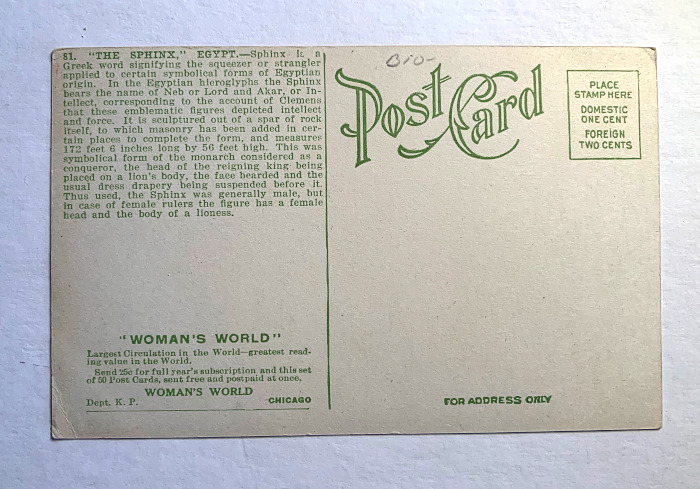 81. "THE SPHINX," EGYPT.—Sphinx is a
Greek word signifying the squeezer or strangler
applied to certain symbolical forms of Egyptian
origin. In the Egyptian hieroglyphs the Sphinx
bears the name of Neb or Lord and Akar, or In-
tellect, corresponding to the account of Clemens
that these emblematic figures depicted intellect
and force. It is sculptured out of a spar of rock
itself, to which masonry has been added in cer-
tain places to complete the form, and measures
172 feet 6 inches long by 56 feet high. This was
symbolical form of the monarch considered as a
conqueror, the head of the reigning king being
placed on a lion's body, the face bearded and the
usual dress drapery being suspended before it.
Thus used, the Sphinx was generally male, but
in case of female rulers the figure has a female
head and the body of a lioness.
"WOMAN'S WORLD"
Largest Circulation in the World—greatest read-
ing value in the World.
Send 25c for full year's subscription and this set
of 50 Post Cards, sent free and postpaid at once.
WOMAN'S WORLD
Dept. K. P. CHICAGO
Bio-
Post Card
PLACE
STAMP HERE
DOMESTIC
ONE CENT
FOREIGN
TWO CENTS
FOR ADDRESS ONLY